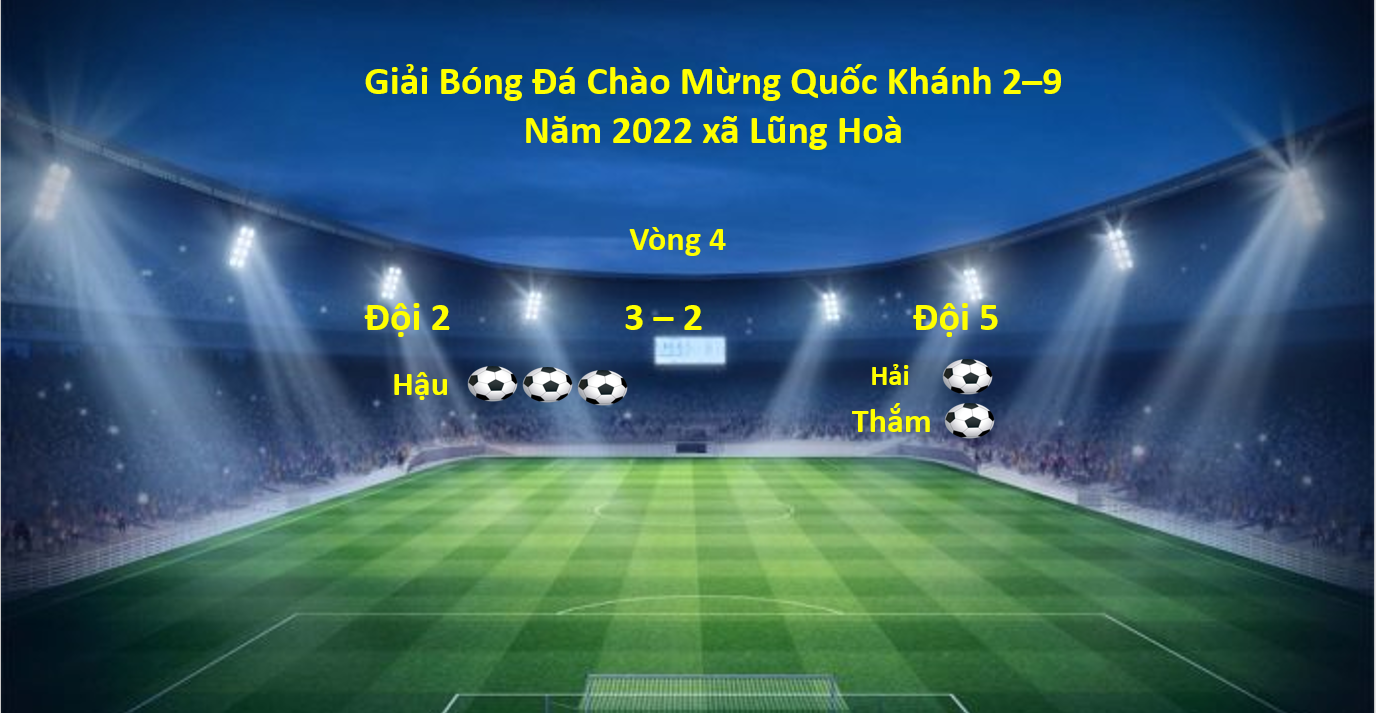 Giải Bóng Đá Chào Mừng Quốc Khánh 2–9
Năm 2022 xã Lũng Hoà
Vòng 4
Đội 2 3 – 2 Đội 5
Hậu Hải
Thắm